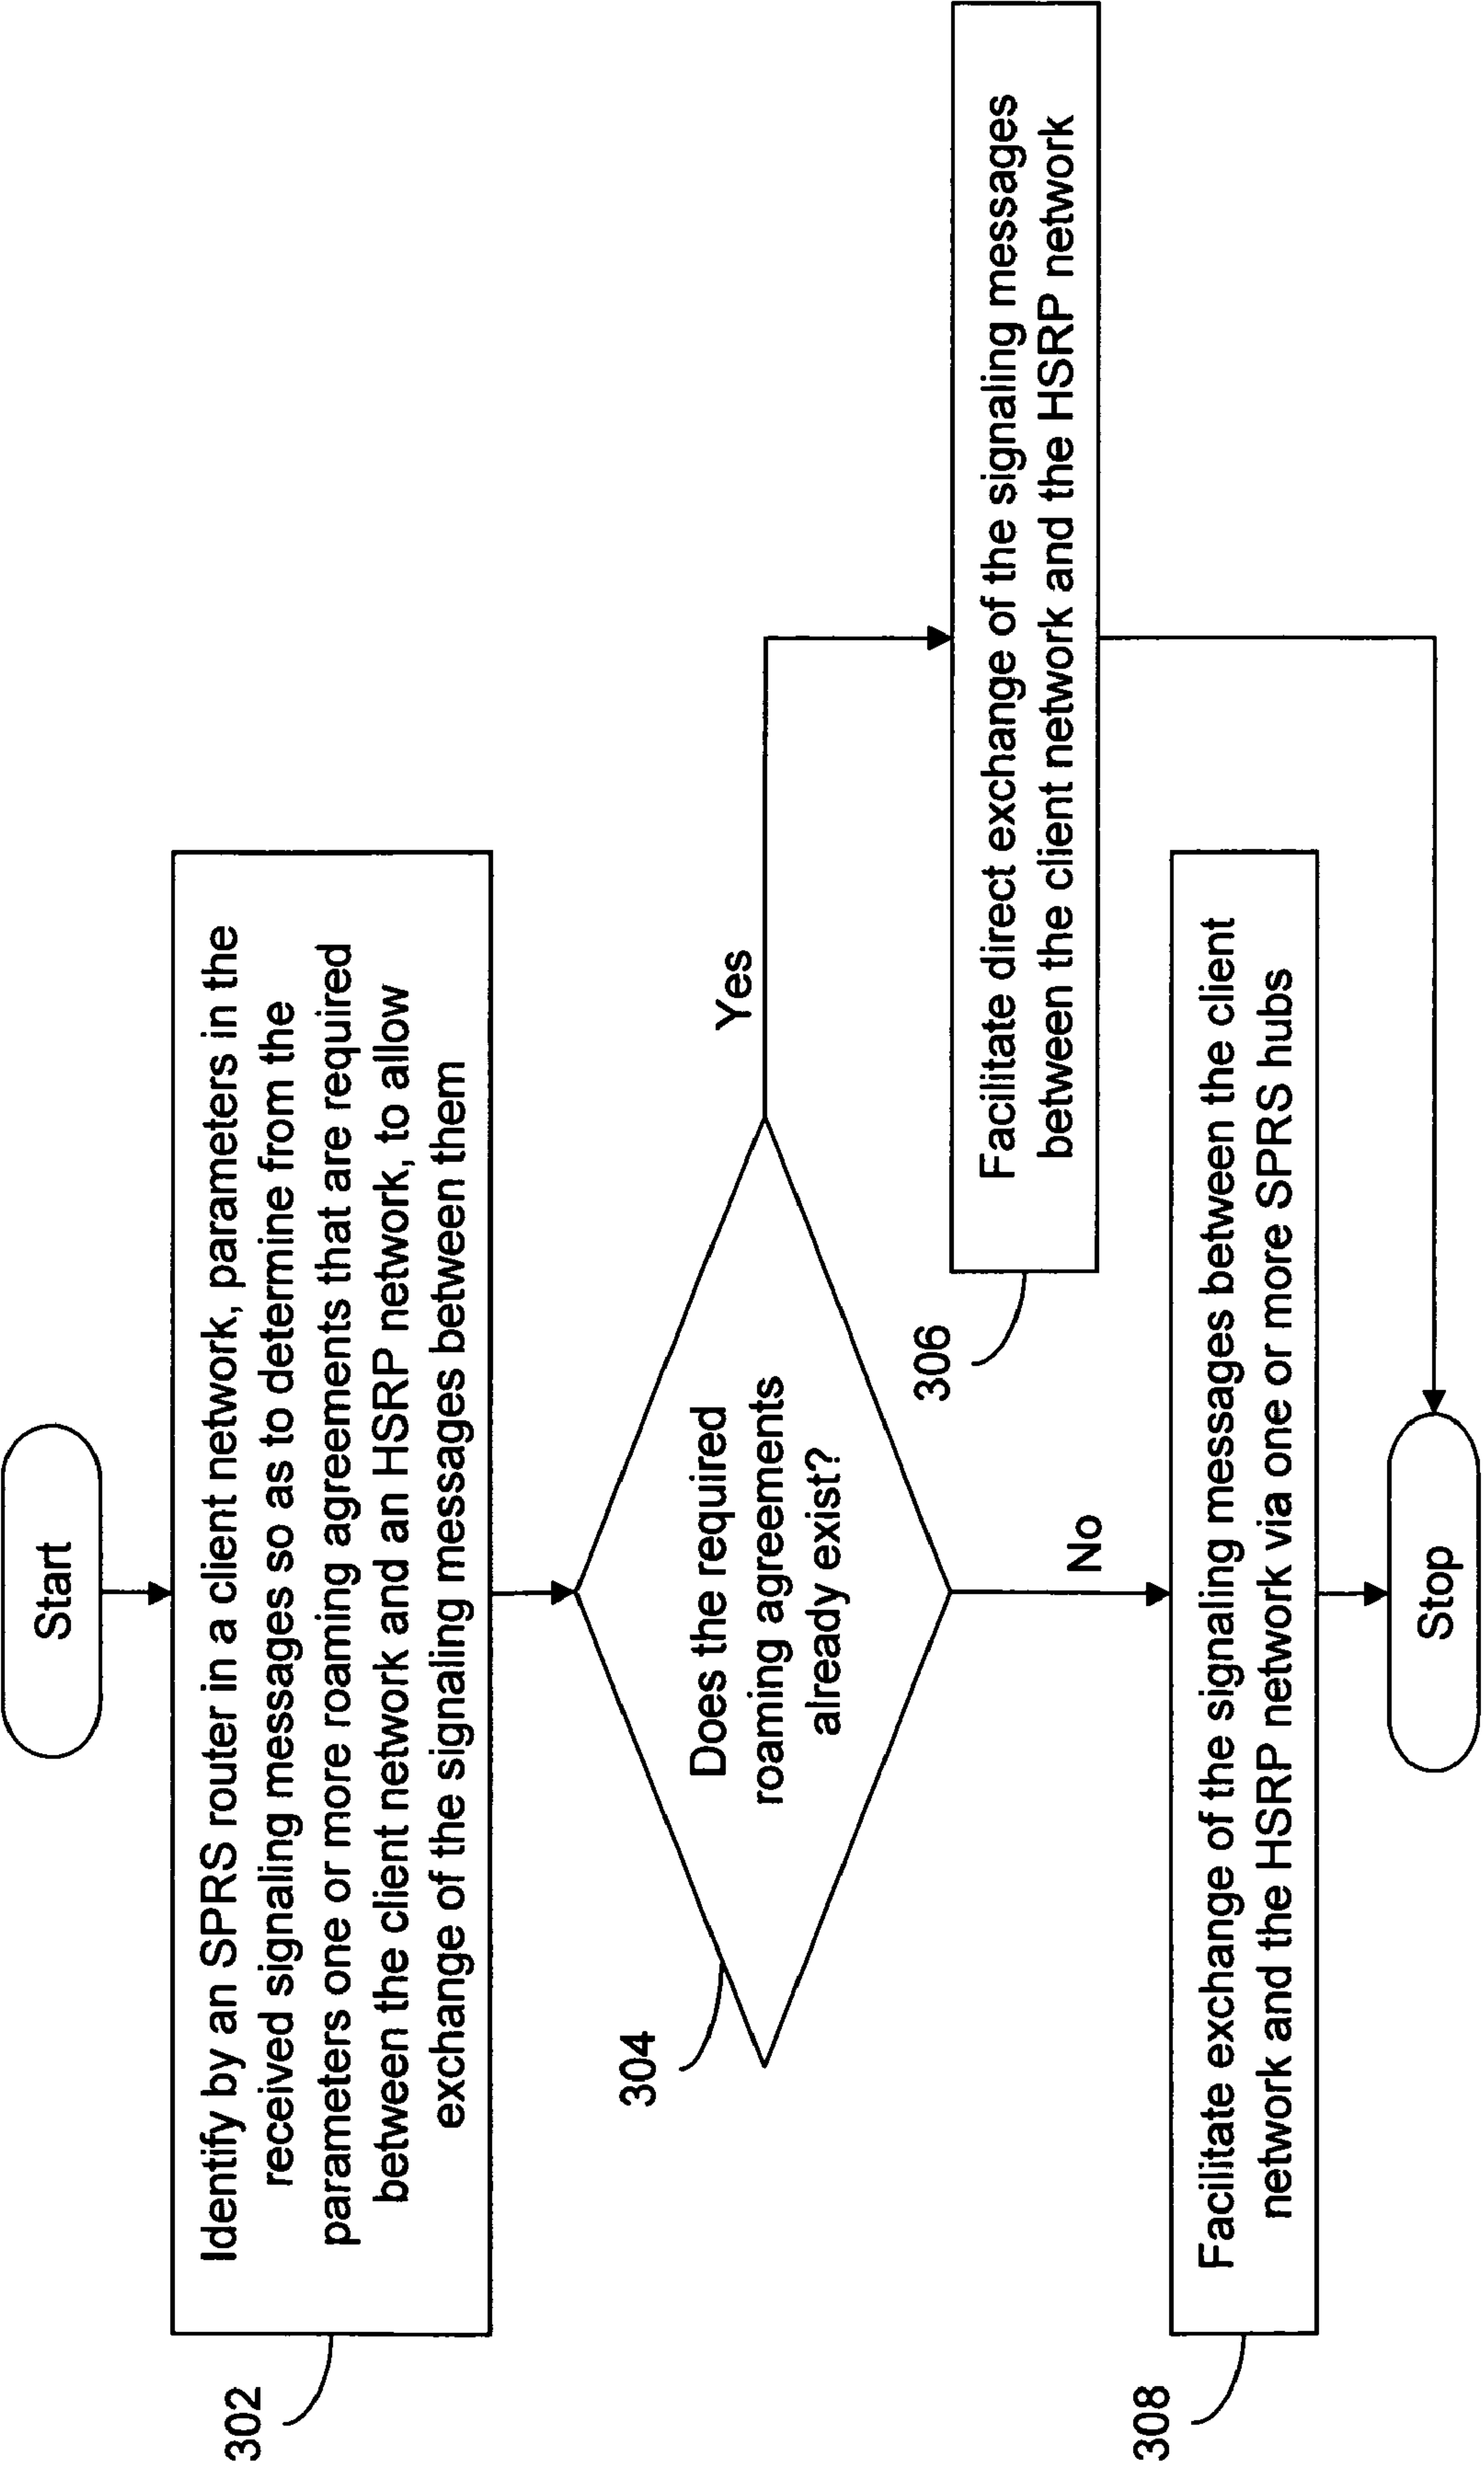 Start
302
Identify by an SPRS router in a client network, parameters in the
received signaling messages so as to determine from the
parameters one or more roaming agreements that are required
between the client network and an HSRP network, to allow
exchange of the signaling messages between them
304
Does the required
roaming agreements
already exist?
Yes
306
Facilitate direct exchange of the signaling messages
between the client network and the HSRP network
No
308
Facilitate exchange of the signaling messages between the client
network and the HSRP network via one or more SPRS hubs
Stop